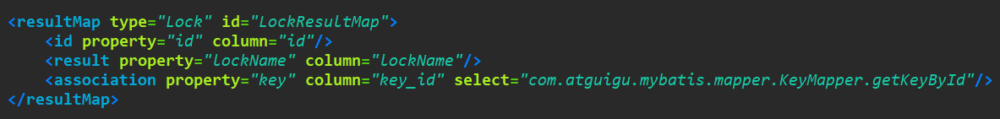 <resultMap type="Lock" id="LockResultMap">
    <id property="id" column="id"/>
    <result property="lockName" column="lockName"/>
    <association property="key" column="key_id" select="com.atguigu.mybatis.mapper.KeyMapper.getKeyById"/>
</resultMap>